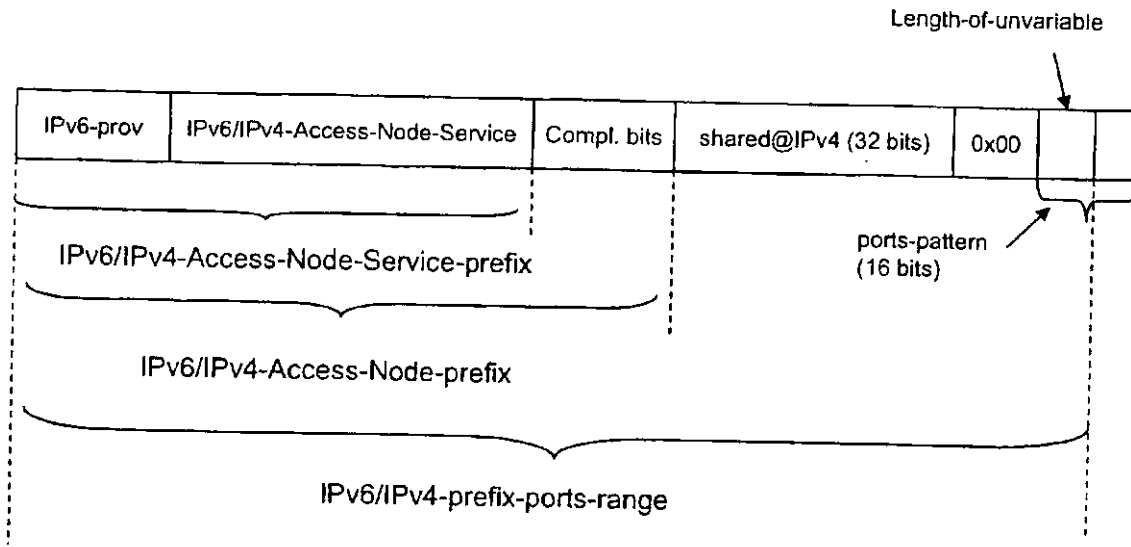 Length-of-unvariable
IPv6-prov
IPv6/IPv4-Access-Node-Service
Compl. bits
shared@IPv4 (32 bits)
0x00
ports-pattern
(16 bits)
IPv6/IPv4-Access-Node-Service-prefix
IPv6/IPv4-Access-Node-prefix
IPv6/IPv4-prefix-ports-range